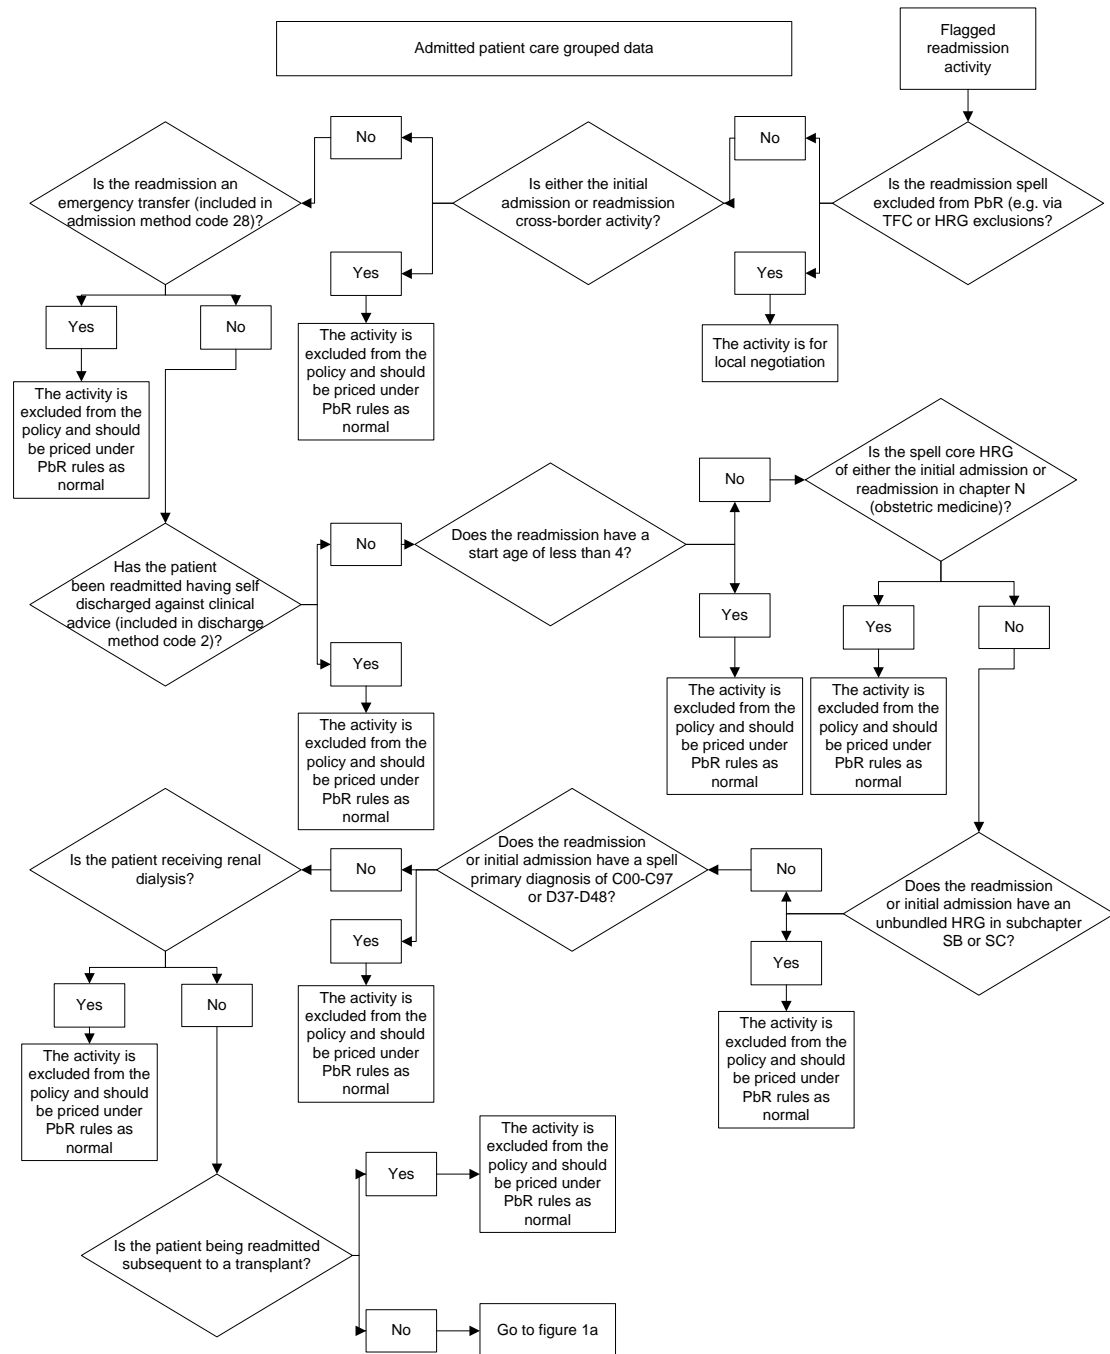 Admitted patient care grouped data
Flagged
readmission
activity
Is the readmission spell
excluded from PbR (e.g. via
TFC or HRG exclusions?
No
Yes
The activity is for
local negotiation
Is either the initial
admission or readmission
cross-border activity?
No
Yes
The activity is
excluded from the
policy and should
be priced under
PbR rules as
normal
Is the readmission an
emergency transfer (included in
admission method code 28)?
Yes
No
The activity is
excluded from the
policy and should
be priced under
PbR rules as
normal
Has the patient
been readmitted having self
discharged against clinical
advice (included in discharge
method code 2)?
No
Yes
The activity is
excluded from the
policy and should
be priced under
PbR rules as
normal
Does the readmission have a
start age of less than 4?
No
Yes
The activity is
excluded from the
policy and should
be priced under
PbR rules as
normal
Is the spell core HRG
of either the initial admission or
readmission in chapter N
(obstetric medicine)?
Yes
No
The activity is
excluded from the
policy and should
be priced under
PbR rules as
normal
Does the readmission
or initial admission have an
unbundled HRG in subchapter
SB or SC?
No
Yes
The activity is
excluded from the
policy and should
be priced under
PbR rules as
normal
Does the readmission
or initial admission have a spell
primary diagnosis of C00-C97
or D37-D48?
No
Yes
The activity is
excluded from the
policy and should
be priced under
PbR rules as
normal
Is the patient receiving renal
dialysis?
Yes
No
The activity is
excluded from the
policy and should
be priced under
PbR rules as
normal
Is the patient being readmitted
subsequent to a transplant?
Yes
The activity is
excluded from the
policy and should
be priced under
PbR rules as
normal
No
Go to figure 1a